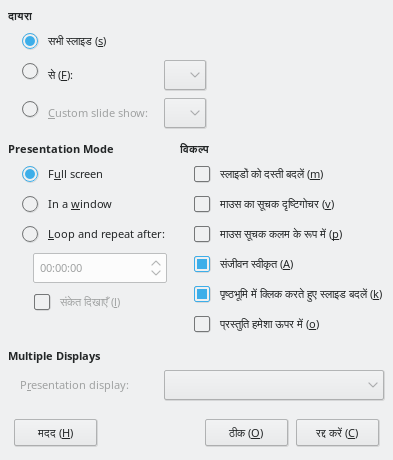 दायरा
सभी स्लाइड (s)
से (F):
Custom slide show:
Presentation Mode
विकल्प
Full screen
स्लाइडों को दस्ती बदलें (m)
In a window
माउस का सूचक दृष्टिगोचर (v)
Loop and repeat after:
माउस सूचक कलम के रूप में (p)
00:00:00
संजीवन स्वीकृत (A)
संकेत दिखाएँ (l)
पृष्ठभूमि में क्लिक करते हुए स्लाइड बदलें (k)
प्रस्तुति हमेशा ऊपर में (o)
Multiple Displays
Presentation display:
मदद (H)
ठीक (O)
रद्द करें (C)